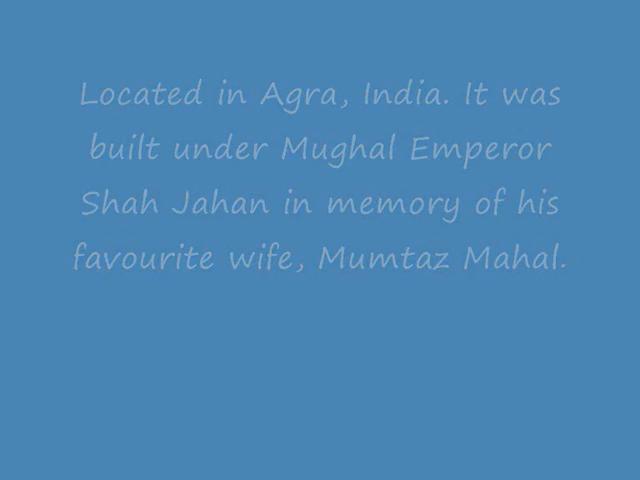 Located in Agra, India. It was
built under Mughal Emperor
Shah Jahan in memory of his
favourite wife, Mumtaz Mahal.